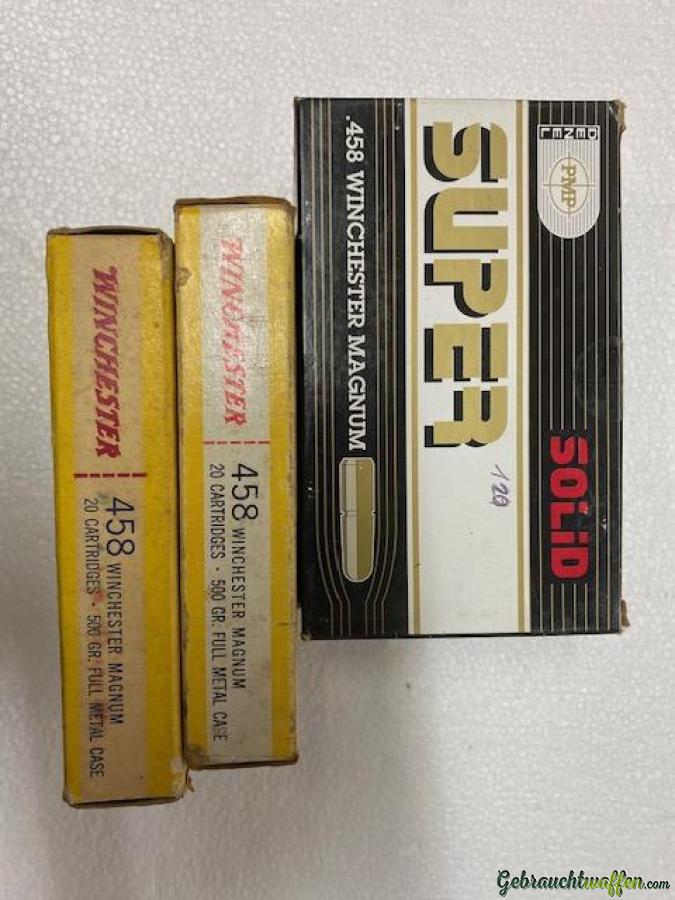 WINCHESTER
458 WINCHESTER MAGNUM
20 CARTRIDGES · 500 GR. FULL METAL CASE
WINCHESTER
458 WINCHESTER MAGNUM
20 CARTRIDGES · 500 GR. FULL METAL CASE
DENEL
PMP
SOLiD
120
SUPER
.458 WINCHESTER MAGNUM
Gebrauchtwaffen.com